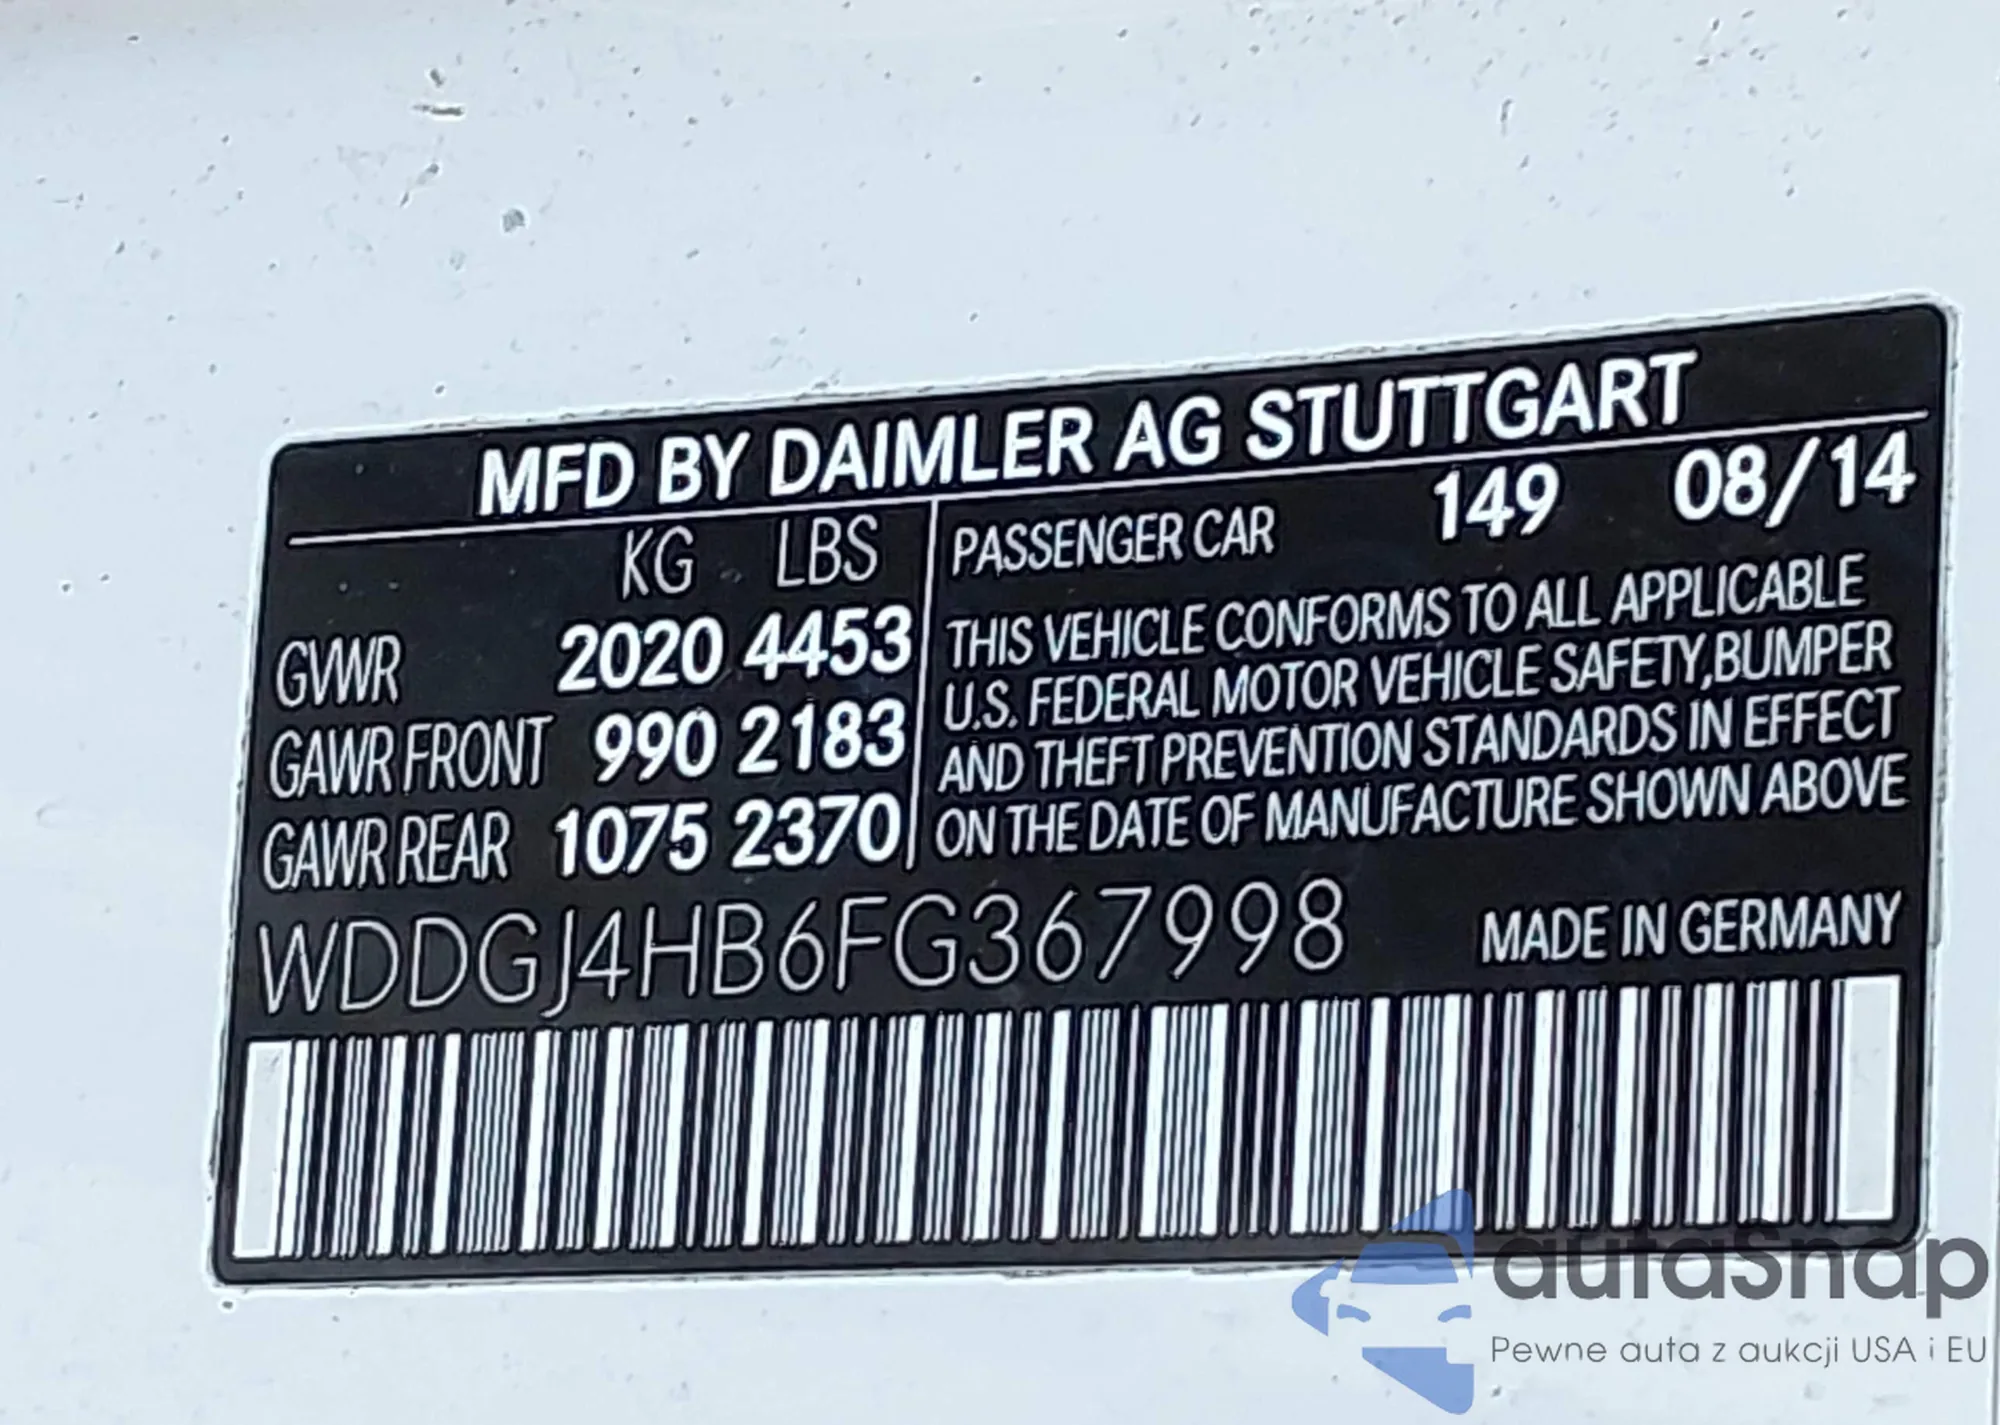 MFD BY DAIMLER AG STUTTGART
KG LBS
GVWR 2020 4453
GAWR FRONT 990 2183
GAWR REAR 1075 2370
PASSENGER CAR 149 08/14
THIS VEHICLE CONFORMS TO ALL APPLICABLE
U.S. FEDERAL MOTOR VEHICLE SAFETY,BUMPER
AND THEFT PREVENTION STANDARDS IN EFFECT
ON THE DATE OF MANUFACTURE SHOWN ABOVE
WDDGJ4HB6FG367998 MADE IN GERMANY
autasnap
Pewne auta z aukcji USA i EU